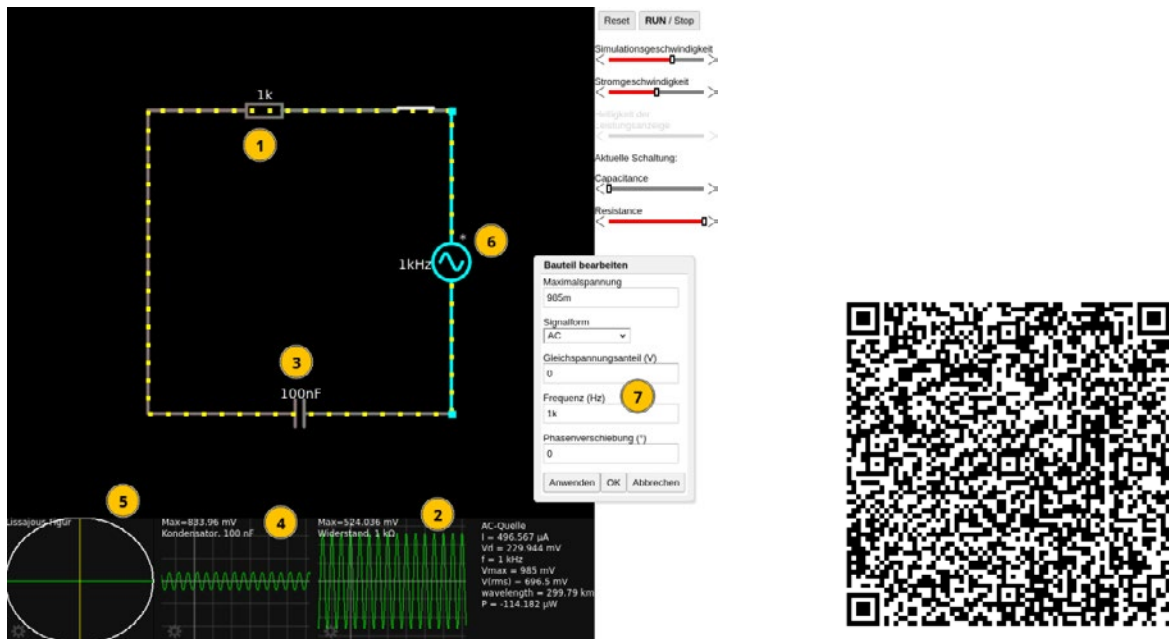 Reset RUN / Stop
Simulationsgeschwindigkeit
Stromgeschwindigkeit
Helligkeit der
Leistungsanzeige
Aktuelle Schaltung:
Capacitance
Resistance
1k
1
6
*
1kHz
3
100nF
Bauteil bearbeiten
Maximalspannung
985m
Signalform
AC
Gleichspannungsanteil (V)
0
Frequenz (Hz)
7
1k
Phasenverschiebung (°)
0
Anwenden OK Abbrechen
5
Lissajous Figur
4
Max=833.96 mV
Kondensator, 100 nF
2
Max=524.036 mV
Widerstand, 1 kΩ
AC-Quelle
I = 496.567 µA
Vd = 229.944 mV
f = 1 kHz
Vmax = 985 mV
V(rms) = 696.5 mV
wavelength = 299.79 km
P = -114.182 µW